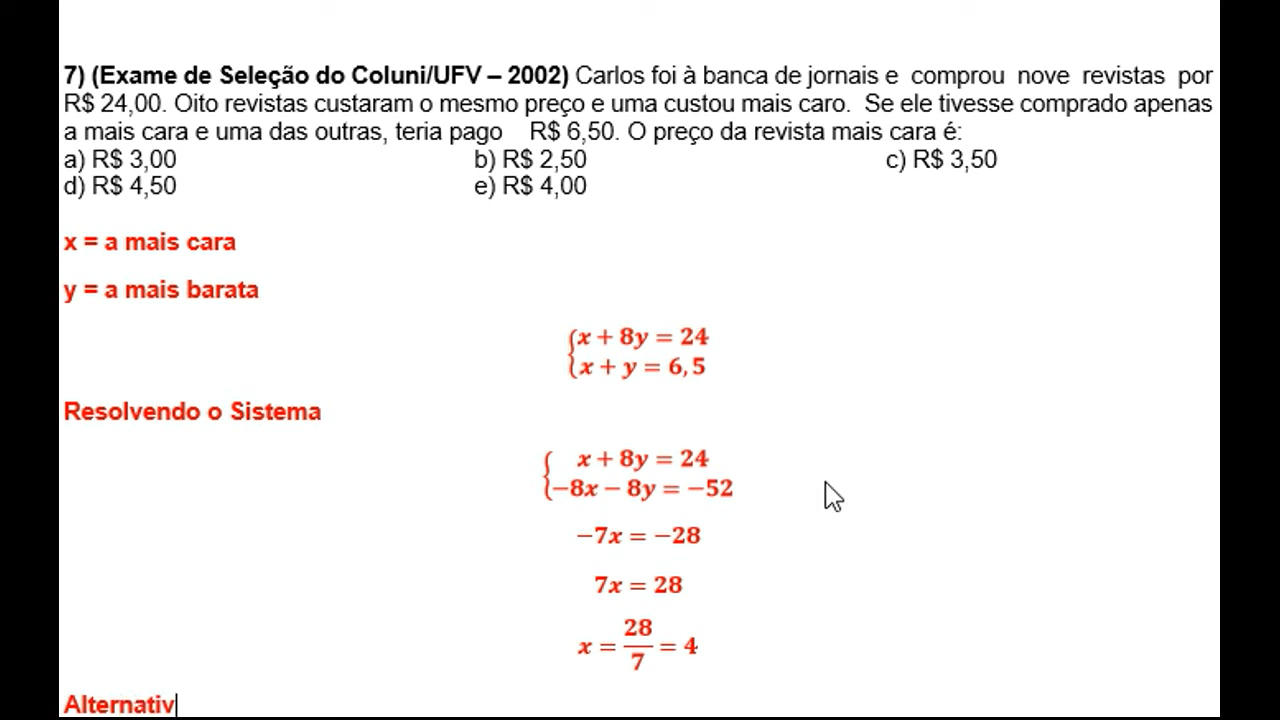 7) (Exame de Seleção do Coluni/UFV – 2002) Carlos foi à banca de jornais e comprou nove revistas por
R$ 24,00. Oito revistas custaram o mesmo preço e uma custou mais caro. Se ele tivesse comprado apenas
a mais cara e uma das outras, teria pago R$ 6,50. O preço da revista mais cara é:
a) R$ 3,00 b) R$ 2,50 c) R$ 3,50
d) R$ 4,50 e) R$ 4,00
x = a mais cara
y = a mais barata
{x + 8y = 24
x + y = 6,5
Resolvendo o Sistema
{x + 8y = 24
−8x − 8y = −52
−7x = −28
7x = 28
x = 28/7 = 4
Alternativ